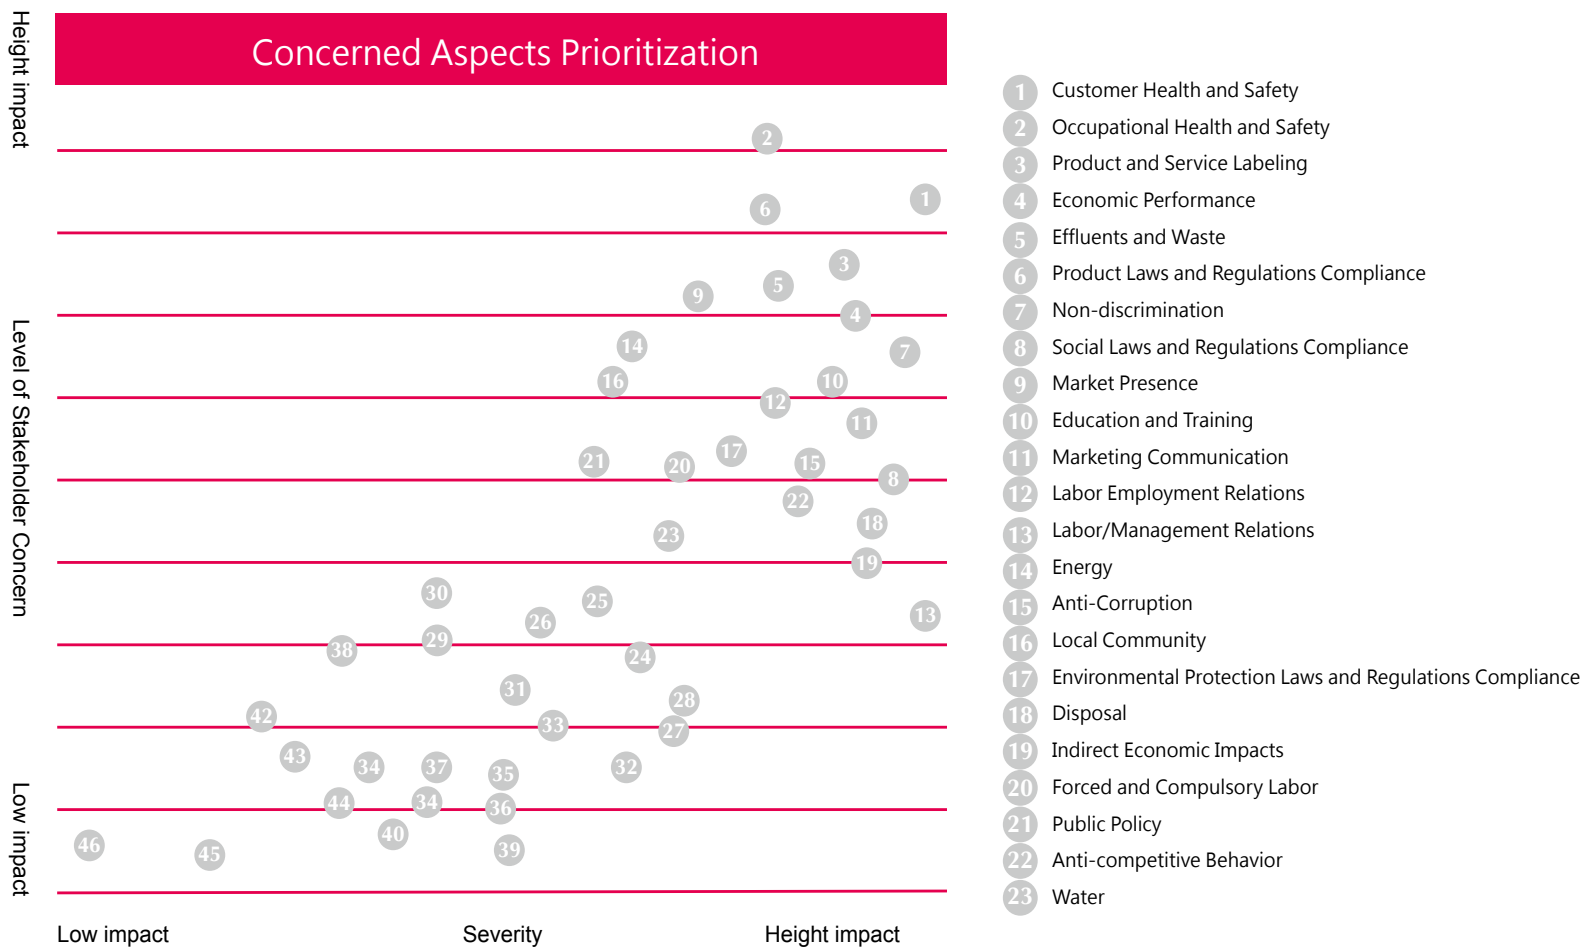 Concerned Aspects Prioritization
Height impact
Level of Stakeholder Concern
Low impact
2
1
6
3
5
9
4
14
7
16
10
12
11
17
21
20
15
8
22
18
23
19
30
25
13
26
29
38
24
31
28
42
33
27
43
34
37
35
32
44
34
36
40
46
45
39
Low impact
Severity
Height impact
1 Customer Health and Safety
2 Occupational Health and Safety
3 Product and Service Labeling
4 Economic Performance
5 Effluents and Waste
6 Product Laws and Regulations Compliance
7 Non-discrimination
8 Social Laws and Regulations Compliance
9 Market Presence
10 Education and Training
11 Marketing Communication
12 Labor Employment Relations
13 Labor/Management Relations
14 Energy
15 Anti-Corruption
16 Local Community
17 Environmental Protection Laws and Regulations Compliance
18 Disposal
19 Indirect Economic Impacts
20 Forced and Compulsory Labor
21 Public Policy
22 Anti-competitive Behavior
23 Water